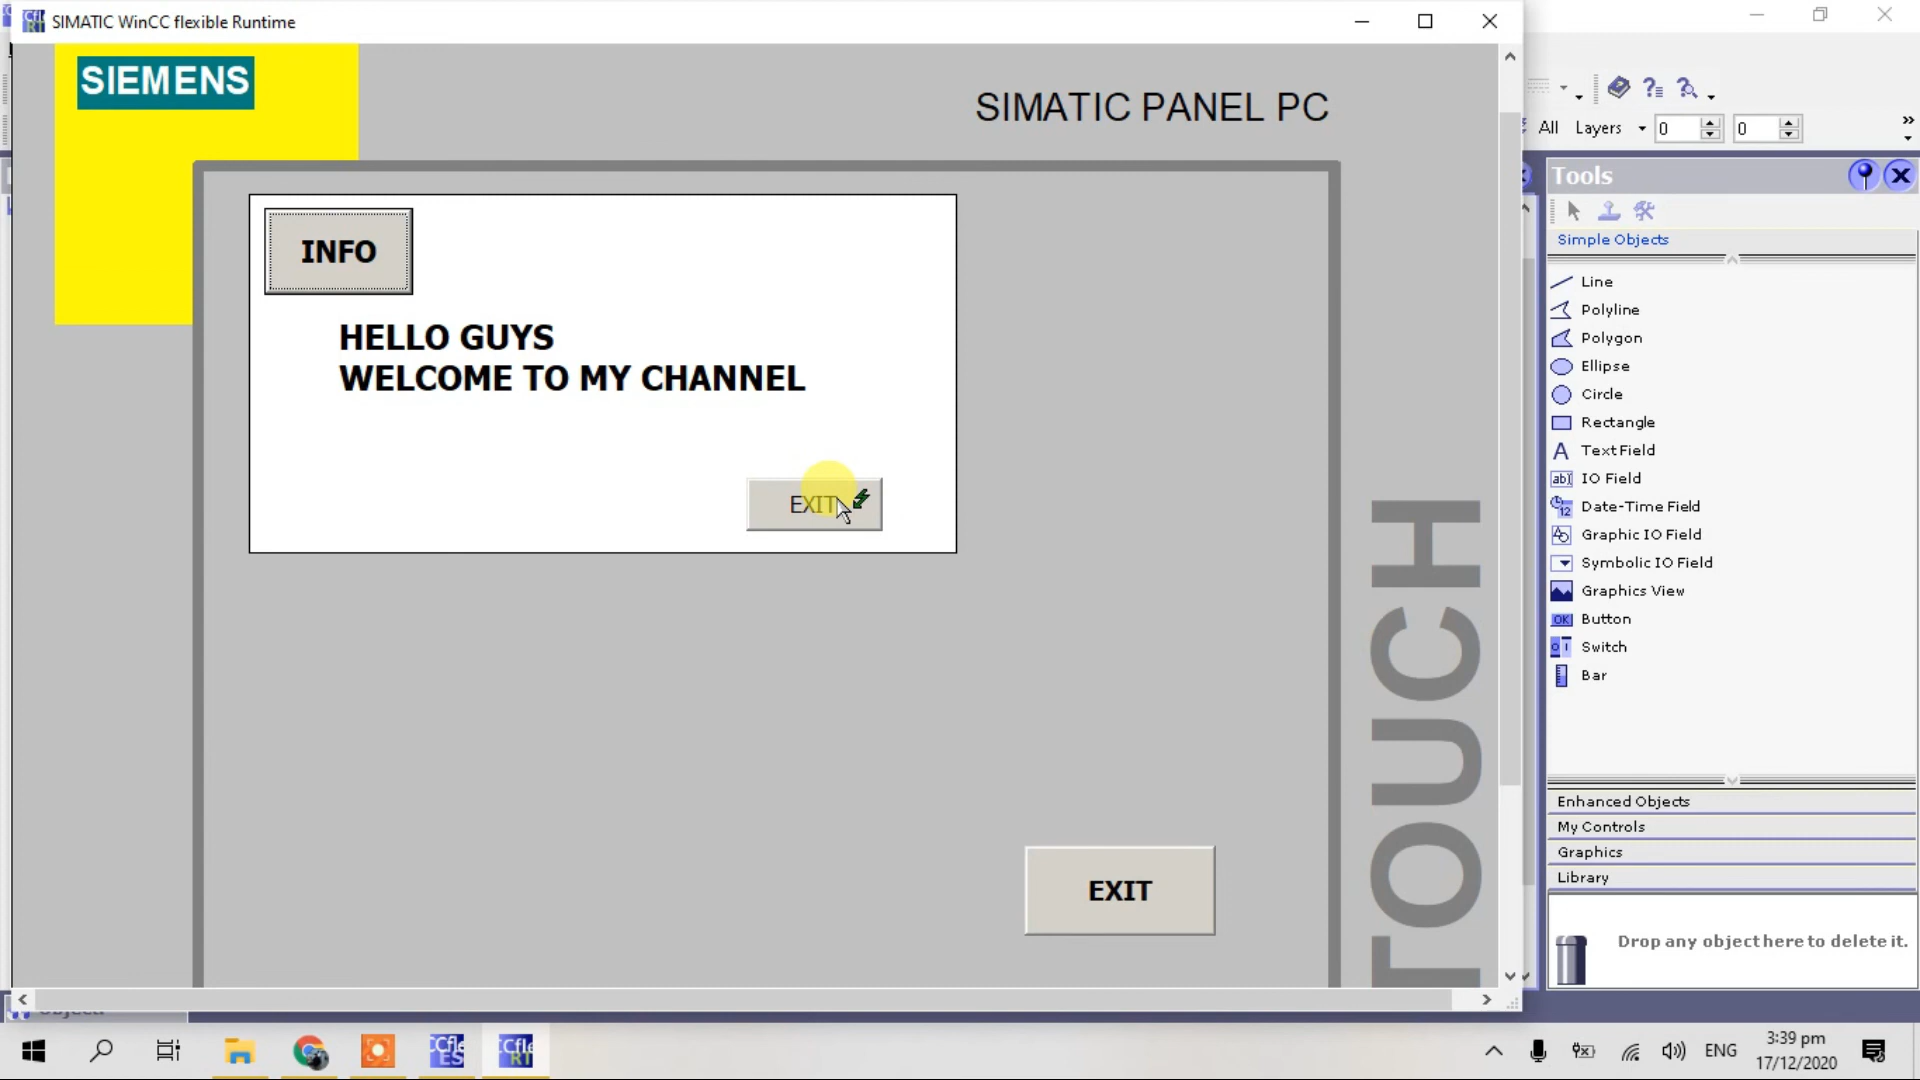 SIMATIC WinCC flexible Runtime
SIEMENS
SIMATIC PANEL PC
INFO
HELLO GUYS
WELCOME TO MY CHANNEL
EXIT
EXIT
TOUCH
All Layers 0 0
Tools
Simple Objects
Line
Polyline
Polygon
Ellipse
Circle
Rectangle
Text Field
IO Field
Date-Time Field
Graphic IO Field
Symbolic IO Field
Graphics View
Button
Switch
Bar
Enhanced Objects
My Controls
Graphics
Library
Drop any object here to delete it.
ENG
3:39 pm
17/12/2020